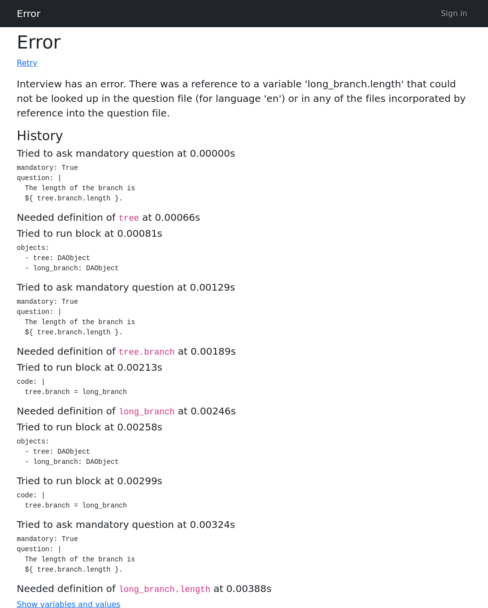 Error
Sign in
Error
Retry
Interview has an error. There was a reference to a variable 'long_branch.length' that could
not be looked up in the question file (for language 'en') or in any of the files incorporated by
reference into the question file.
History
Tried to ask mandatory question at 0.00000s
mandatory: True
question: |
  The length of the branch is
  ${ tree.branch.length }.
Needed definition of tree at 0.00066s
Tried to run block at 0.00081s
objects:
  - tree: DAObject
  - long_branch: DAObject
Tried to ask mandatory question at 0.00129s
mandatory: True
question: |
  The length of the branch is
  ${ tree.branch.length }.
Needed definition of tree.branch at 0.00189s
Tried to run block at 0.00213s
code: |
  tree.branch = long_branch
Needed definition of long_branch at 0.00246s
Tried to run block at 0.00258s
objects:
  - tree: DAObject
  - long_branch: DAObject
Tried to run block at 0.00299s
code: |
  tree.branch = long_branch
Tried to ask mandatory question at 0.00324s
mandatory: True
question: |
  The length of the branch is
  ${ tree.branch.length }.
Needed definition of long_branch.length at 0.00388s
Show variables and values